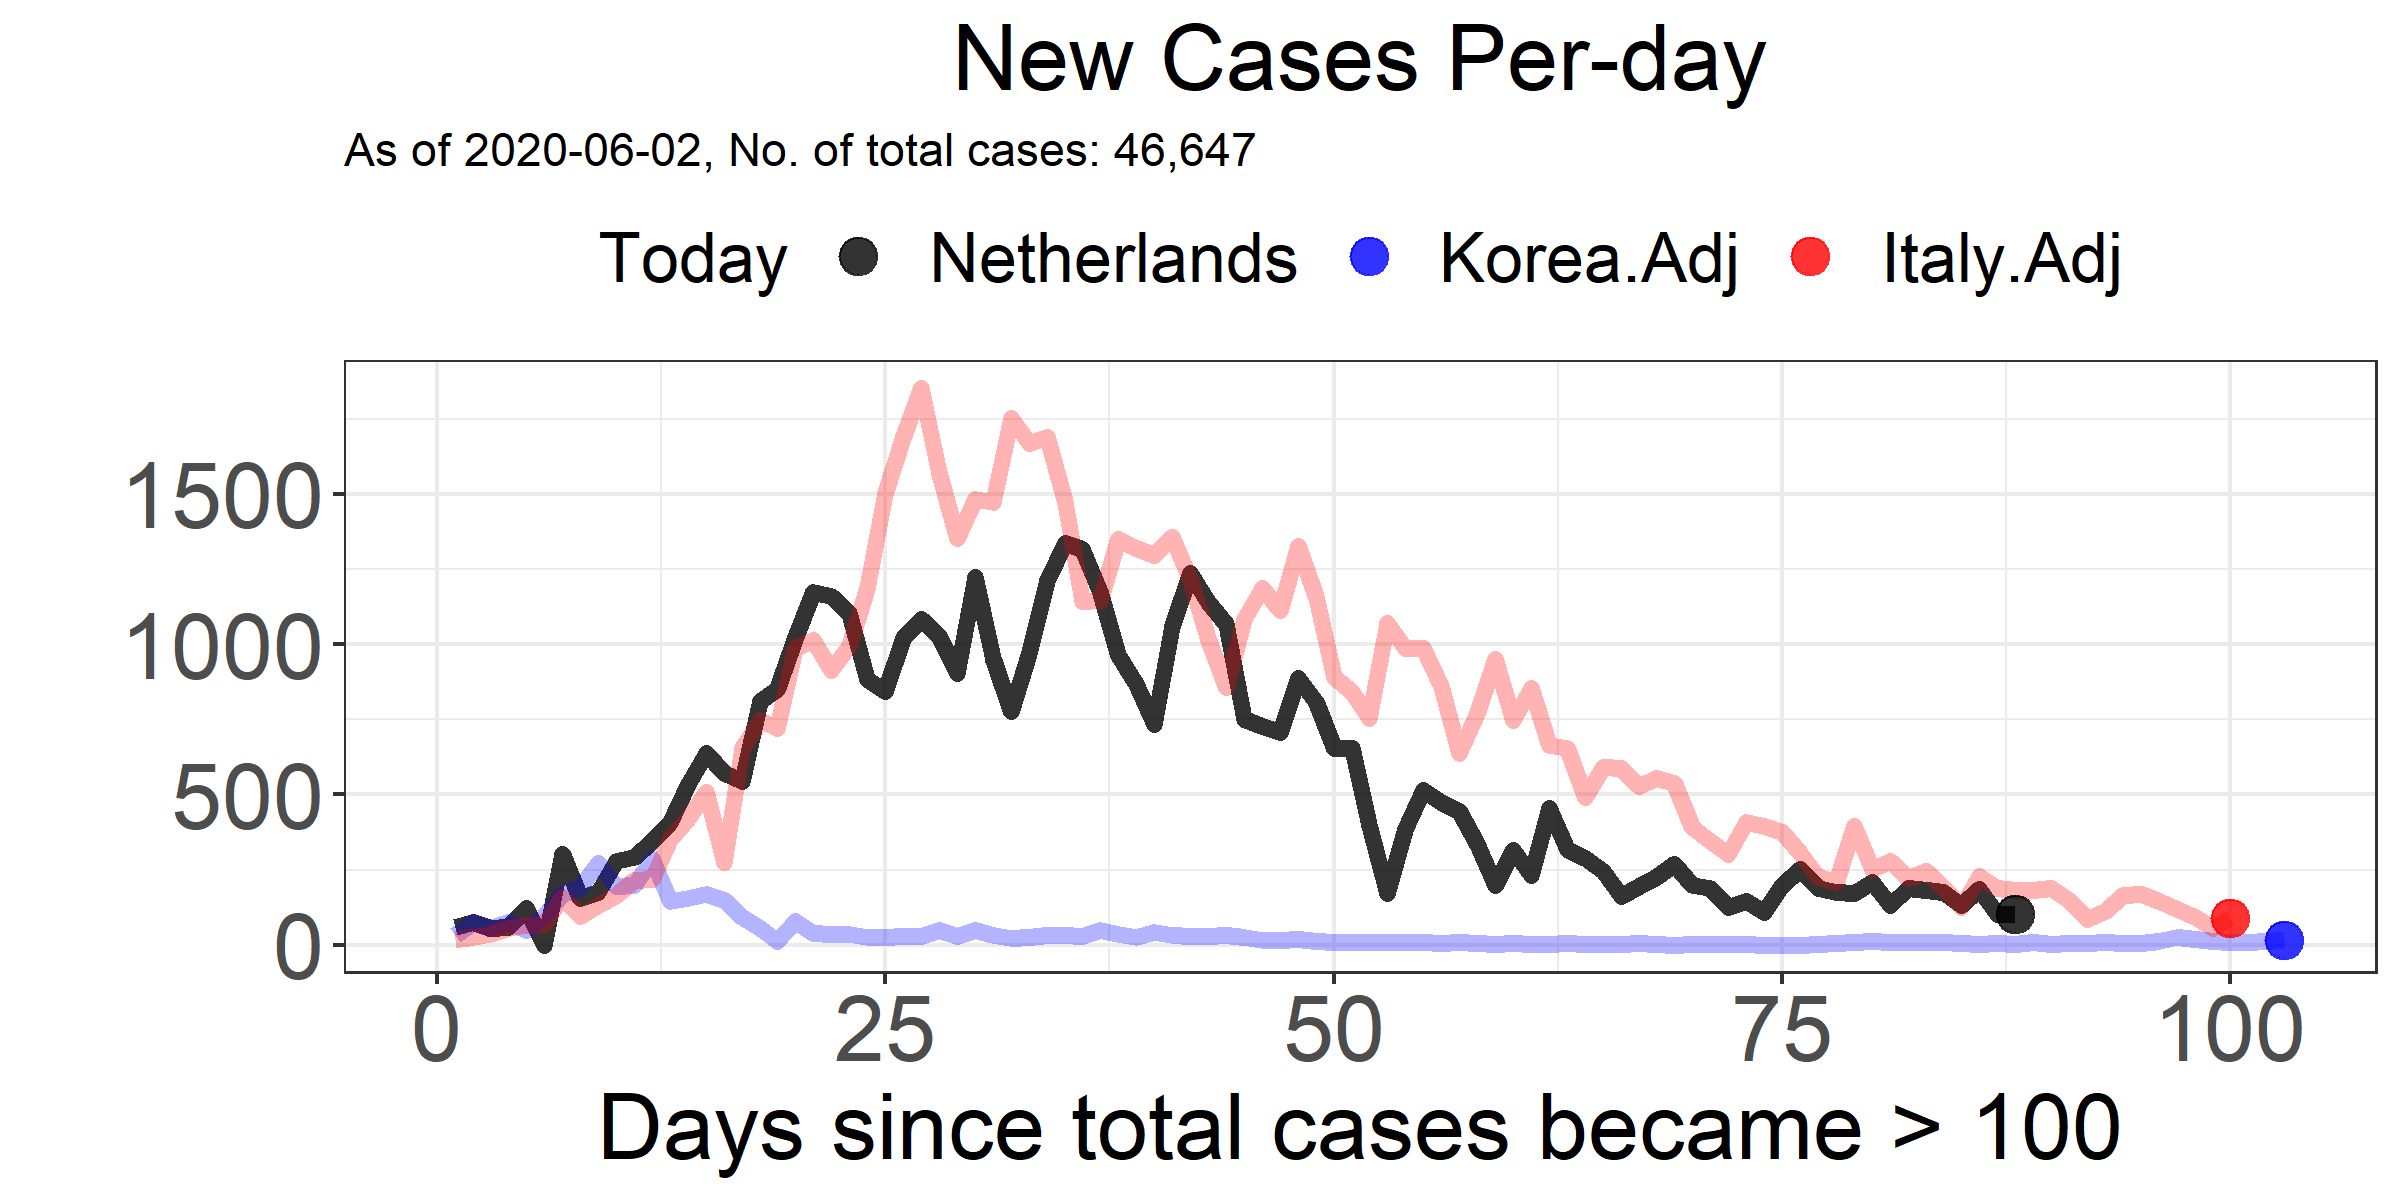 New Cases Per-day
As of 2020-06-02, No. of total cases: 46,647
Today Netherlands Korea.Adj Italy.Adj
1500
1000
500
0
0 25 50 75 100
Days since total cases became > 100